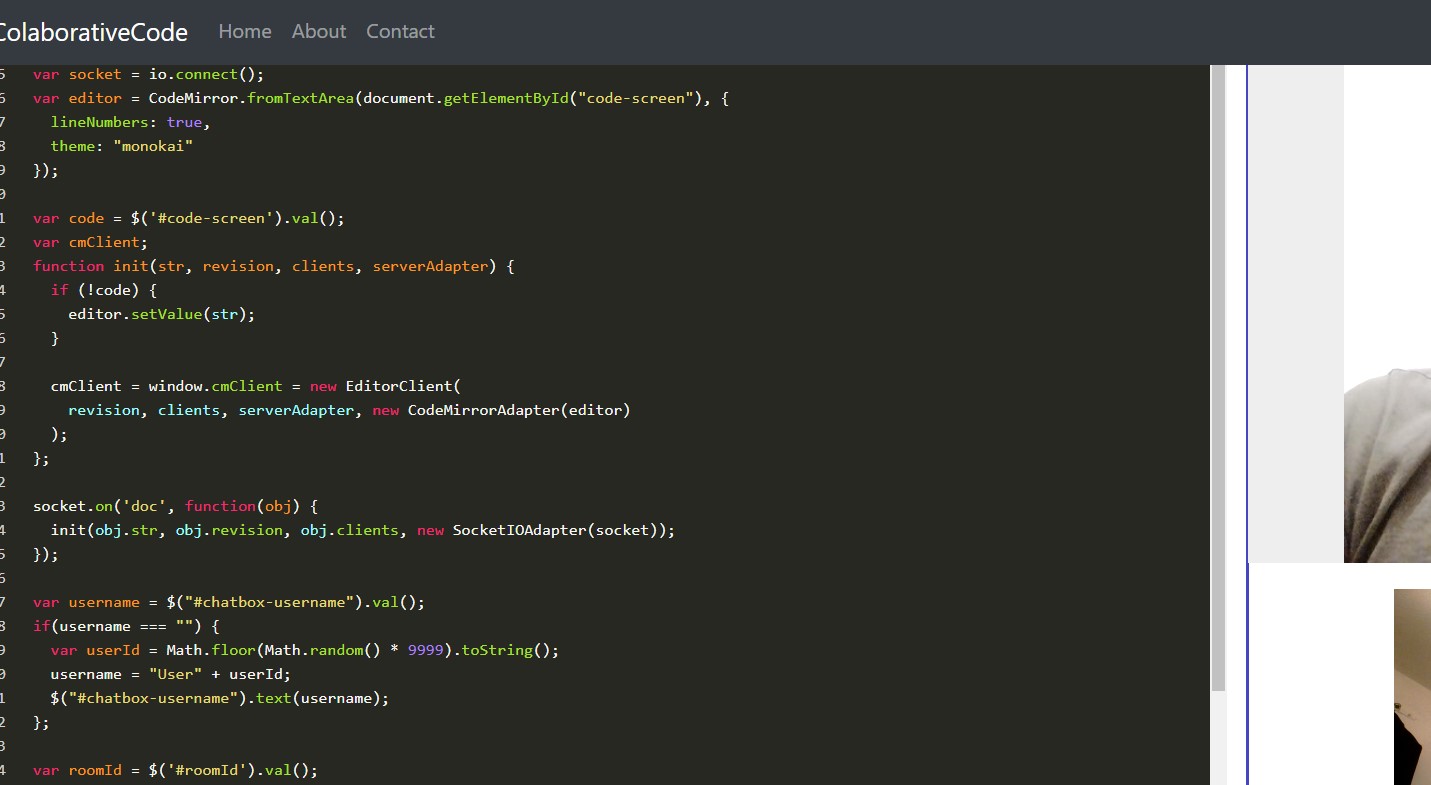 ColaborativeCode Home About Contact
5 var socket = io.connect();
6 var editor = CodeMirror.fromTextArea(document.getElementById("code-screen"), {
7   lineNumbers: true,
8   theme: "monokai"
9 });
0
1 var code = $('#code-screen').val();
2 var cmClient;
3 function init(str, revision, clients, serverAdapter) {
4   if (!code) {
5     editor.setValue(str);
6   }
7
8   cmClient = window.cmClient = new EditorClient(
9     revision, clients, serverAdapter, new CodeMirrorAdapter(editor)
0   );
1 };
2
3 socket.on('doc', function(obj) {
4   init(obj.str, obj.revision, obj.clients, new SocketIOAdapter(socket));
5 });
6
7 var username = $("#chatbox-username").val();
8 if(username === "") {
9   var userId = Math.floor(Math.random() * 9999).toString();
0   username = "User" + userId;
1   $("#chatbox-username").text(username);
2 };
3
4 var roomId = $('#roomId').val();